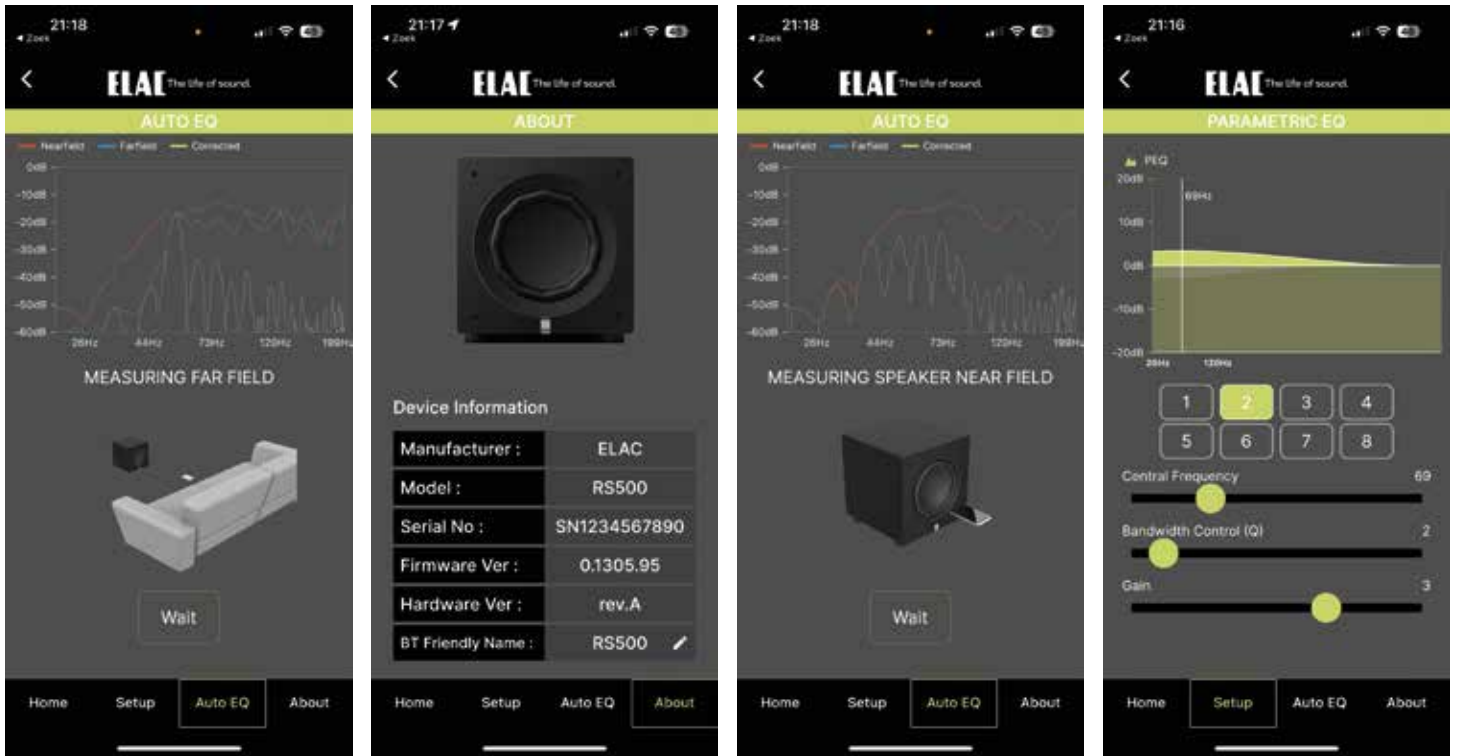 21:18
Zoek
ELAC The life of sound.
AUTO EQ
Nearfield Farfield Corrected
0dB
-10dB
-20dB
-30dB
-40dB
-50dB
-60dB
26Hz 44Hz 73Hz 120Hz 199Hz
MEASURING FAR FIELD
Wait
Home Setup Auto EQ About
21:17
Zoek
ELAC The life of sound.
ABOUT
Device Information
Manufacturer : ELAC
Model : RS500
Serial No : SN1234567890
Firmware Ver : 0.1305.95
Hardware Ver : rev.A
BT Friendly Name : RS500
Home Setup Auto EQ About
21:18
Zoek
ELAC The life of sound.
AUTO EQ
Nearfield Farfield Corrected
0dB
-10dB
-20dB
-30dB
-40dB
-50dB
-60dB
26Hz 44Hz 73Hz 120Hz 199Hz
MEASURING SPEAKER NEAR FIELD
Wait
Home Setup Auto EQ About
21:16
Zoek
ELAC The life of sound.
PARAMETRIC EQ
PEQ
20dB
69Hz
10dB
0dB
-10dB
-20dB
120Hz
1 2 3 4
5 6 7 8
Central Frequency 69
Bandwidth Control (Q) 2
Gain 3
Home Setup Auto EQ About